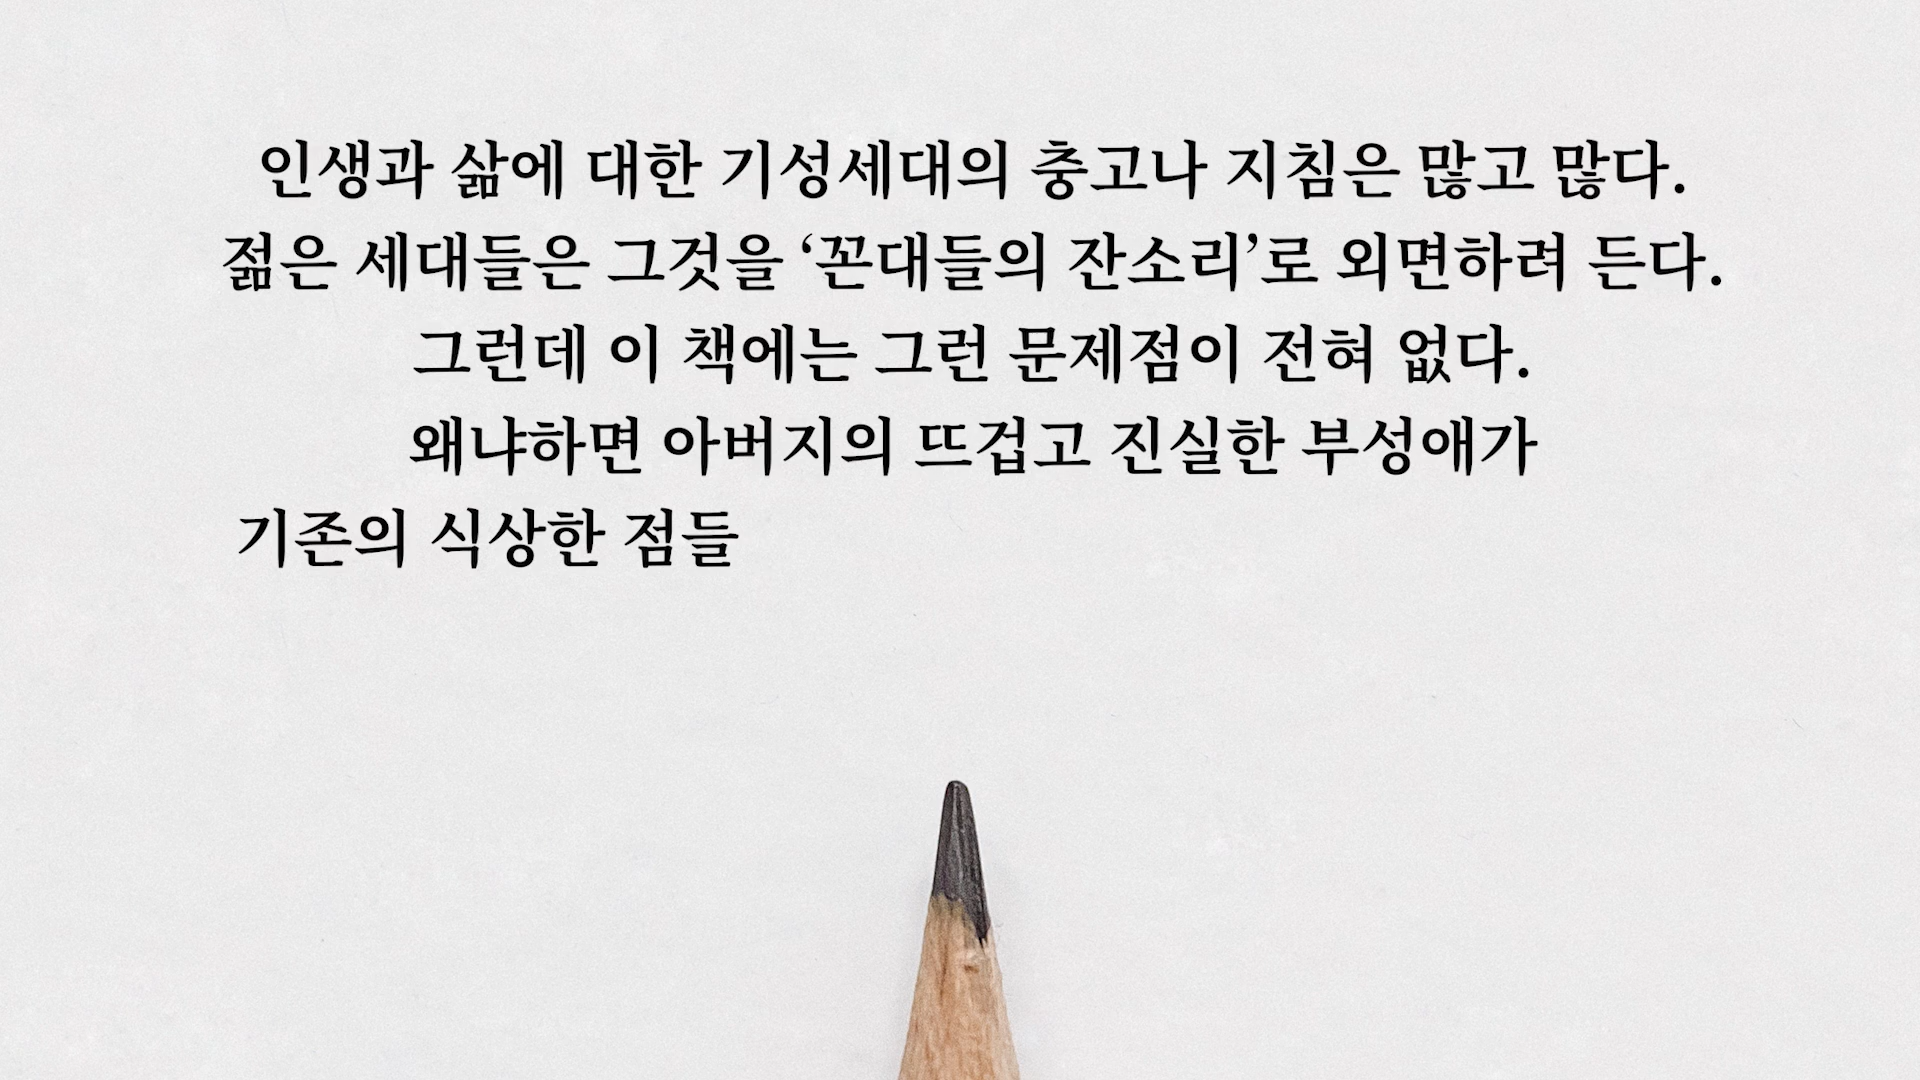 인생과 삶에 대한 기성세대의 충고나 지침은 많고 많다.
젊은 세대들은 그것을 ‘꼰대들의 잔소리’로 외면하려 든다.
그런데 이 책에는 그런 문제점이 전혀 없다.
왜냐하면 아버지의 뜨겁고 진실한 부성애가
기존의 식상한 점들